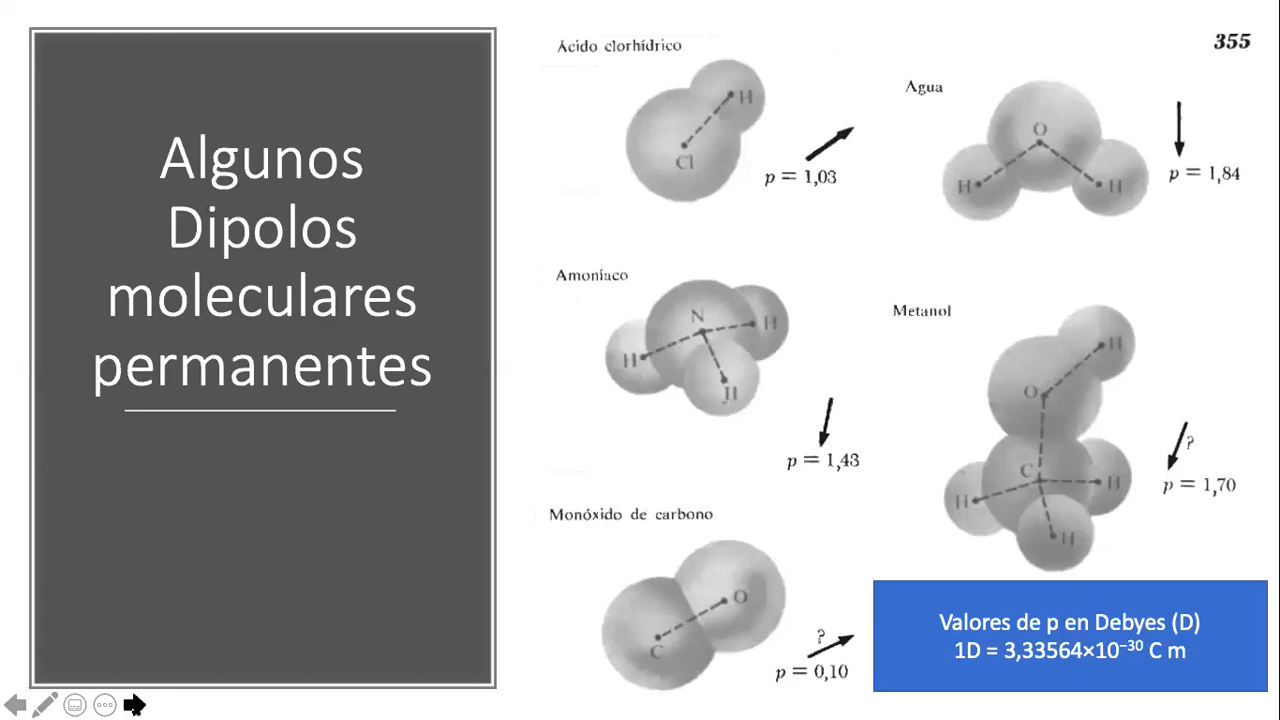 Algunos
Dipolos
moleculares
permanentes
355
Ácido clorhídrico
H
Cl
p = 1,03
Agua
O
H
H
p = 1,84
Amoníaco
N
H
H
H
p = 1,43
Metanol
H
O
C
H
H
H
?
p = 1,70
Monóxido de carbono
O
C
?
p = 0,10
Valores de p en Debyes (D)
1D = 3,33564×10⁻³⁰ C m